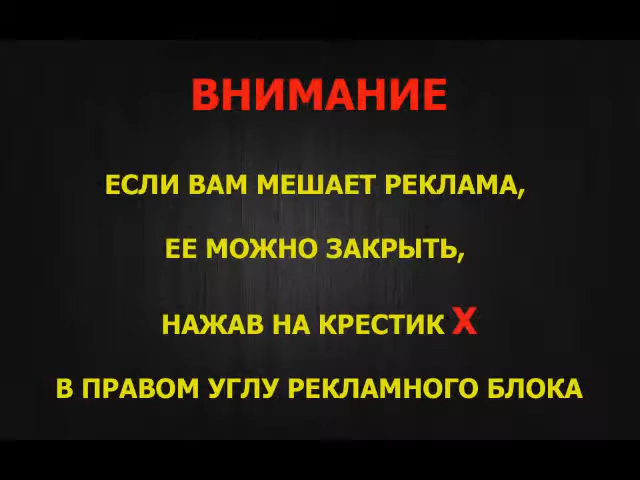 ВНИМАНИЕ
ЕСЛИ ВАМ МЕШАЕТ РЕКЛАМА,
ЕЕ МОЖНО ЗАКРЫТЬ,
НАЖАВ НА КРЕСТИК Х
В ПРАВОМ УГЛУ РЕКЛАМНОГО БЛОКА